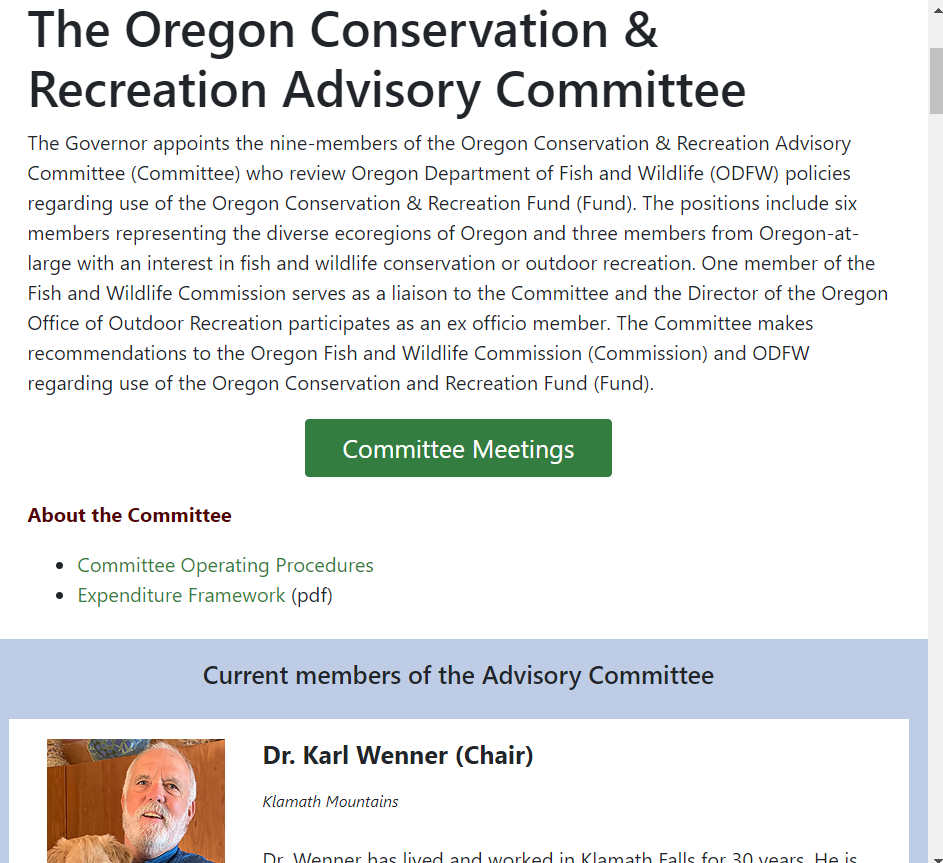 The Oregon Conservation &
Recreation Advisory Committee
The Governor appoints the nine-members of the Oregon Conservation & Recreation Advisory
Committee (Committee) who review Oregon Department of Fish and Wildlife (ODFW) policies
regarding use of the Oregon Conservation & Recreation Fund (Fund). The positions include six
members representing the diverse ecoregions of Oregon and three members from Oregon-at-
large with an interest in fish and wildlife conservation or outdoor recreation. One member of the
Fish and Wildlife Commission serves as a liaison to the Committee and the Director of the Oregon
Office of Outdoor Recreation participates as an ex officio member. The Committee makes
recommendations to the Oregon Fish and Wildlife Commission (Commission) and ODFW
regarding use of the Oregon Conservation and Recreation Fund (Fund).
Committee Meetings
About the Committee
• Committee Operating Procedures
• Expenditure Framework (pdf)
Current members of the Advisory Committee
Dr. Karl Wenner (Chair)
Klamath Mountains
Dr. Wenner has lived and worked in Klamath Falls for 30 years. He is